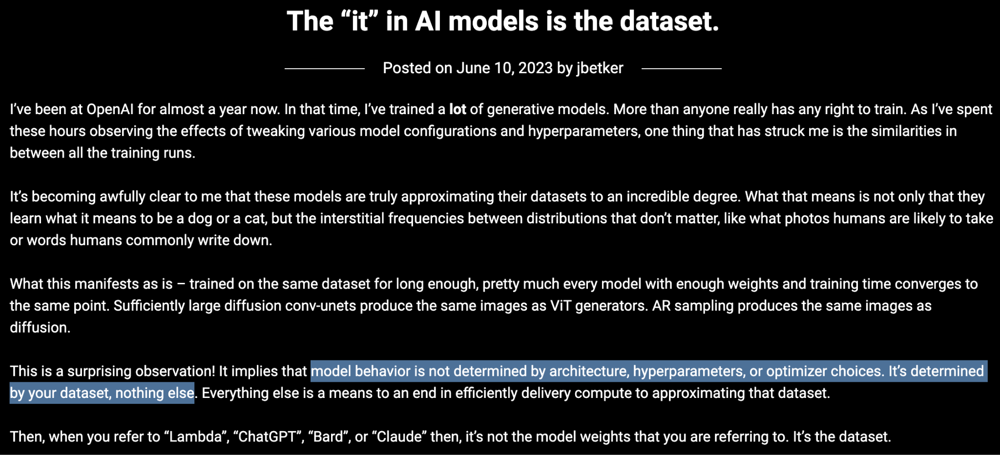 The “it” in AI models is the dataset.
Posted on June 10, 2023 by jbetker
I’ve been at OpenAI for almost a year now. In that time, I’ve trained a lot of generative models. More than anyone really has any right to train. As I’ve spent
these hours observing the effects of tweaking various model configurations and hyperparameters, one thing that has struck me is the similarities in
between all the training runs.
It’s becoming awfully clear to me that these models are truly approximating their datasets to an incredible degree. What that means is not only that they
learn what it means to be a dog or a cat, but the interstitial frequencies between distributions that don’t matter, like what photos humans are likely to take
or words humans commonly write down.
What this manifests as is – trained on the same dataset for long enough, pretty much every model with enough weights and training time converges to
the same point. Sufficiently large diffusion conv-unets produce the same images as ViT generators. AR sampling produces the same images as
diffusion.
This is a surprising observation! It implies that model behavior is not determined by architecture, hyperparameters, or optimizer choices. It’s determined
by your dataset, nothing else. Everything else is a means to an end in efficiently delivery compute to approximating that dataset.
Then, when you refer to “Lambda”, “ChatGPT”, “Bard”, or “Claude” then, it’s not the model weights that you are referring to. It’s the dataset.